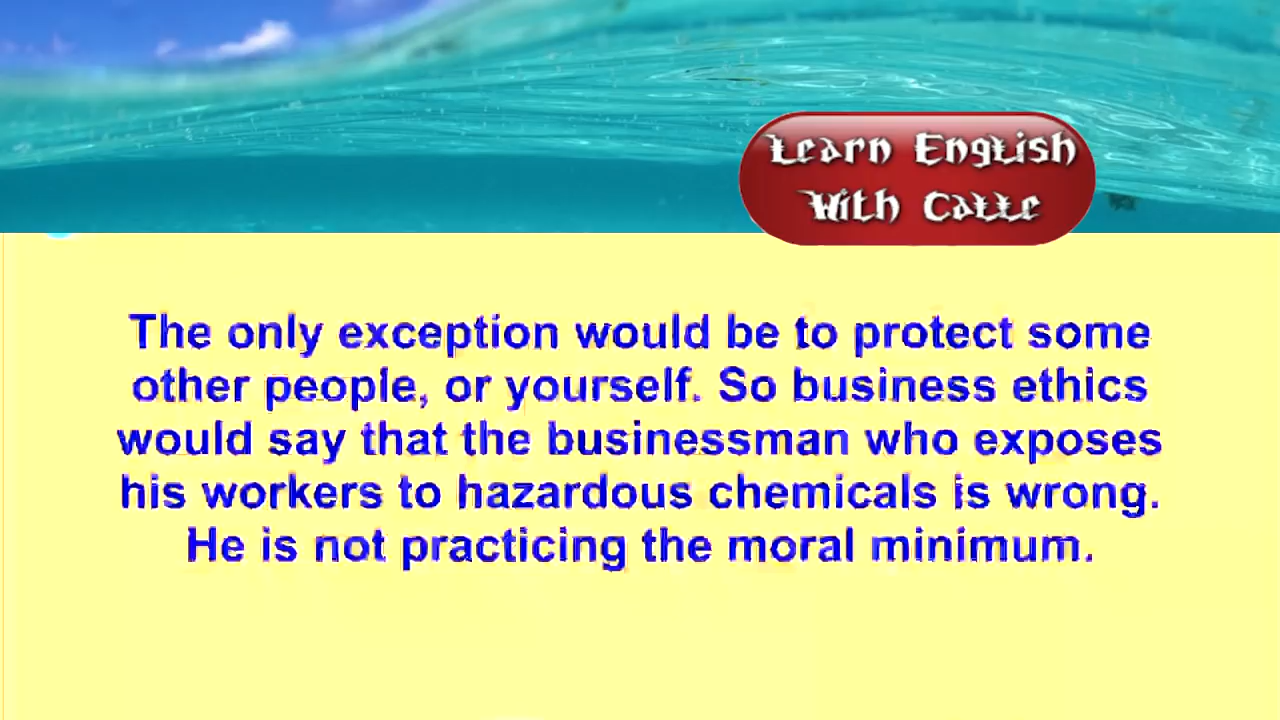 Learn English
With Catte
The only exception would be to protect some
other people, or yourself. So business ethics
would say that the businessman who exposes
his workers to hazardous chemicals is wrong.
He is not practicing the moral minimum.